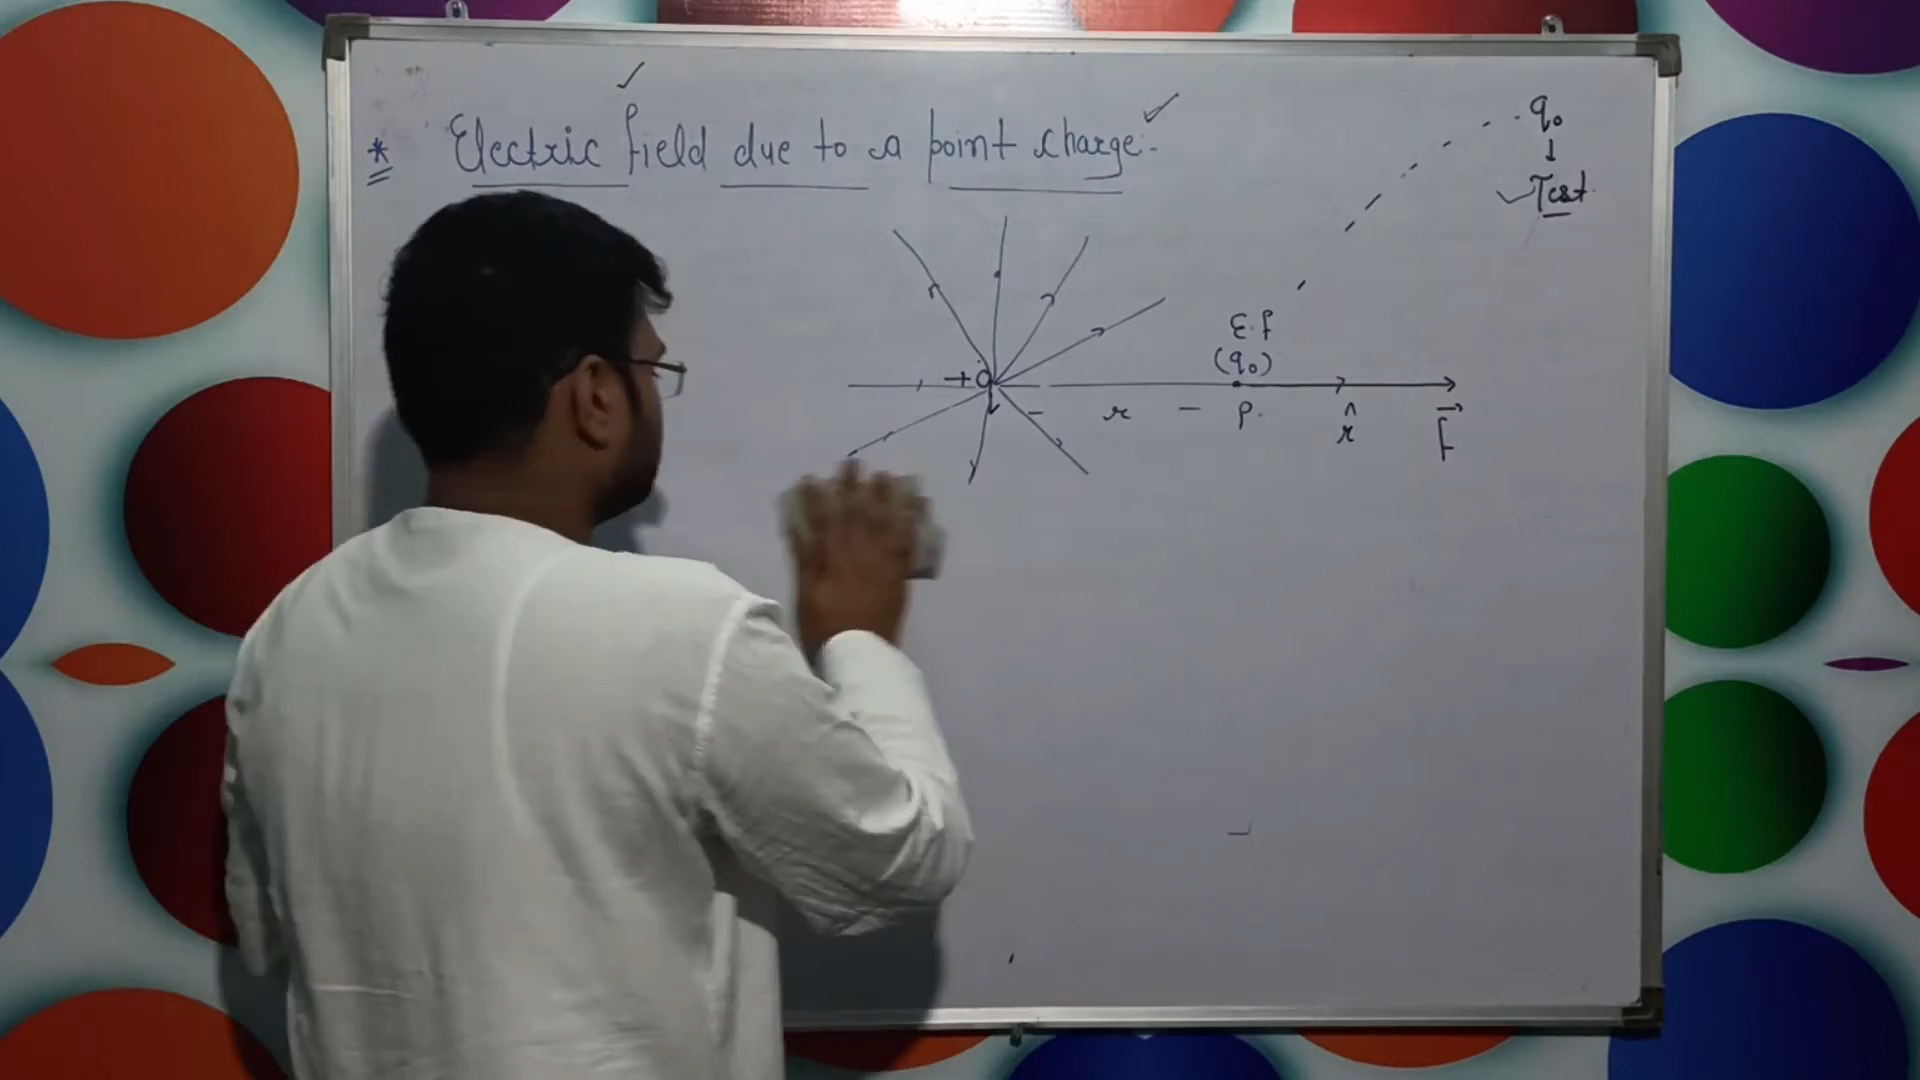 * Electric field due to a point charge:-
q₀
↓
Test
E.f
(q₀)
+q
- r - P. r̂ F⃗